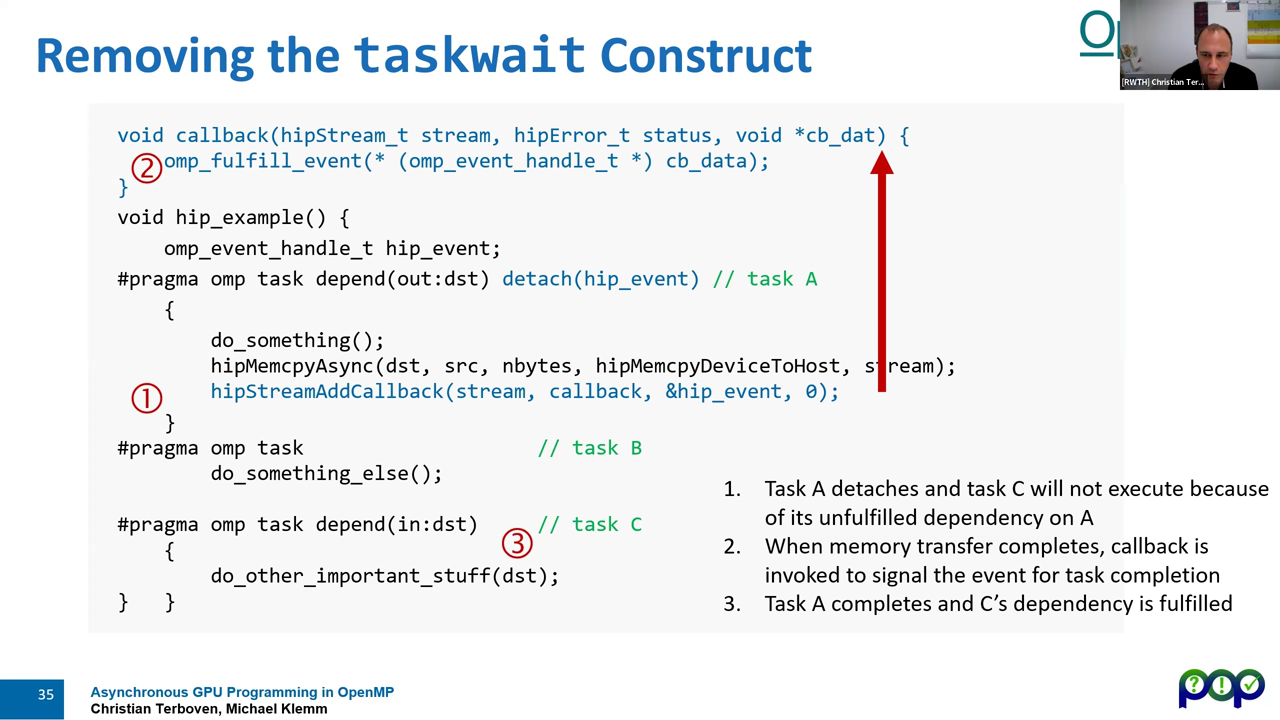 Removing the taskwait Construct
Op
[RWTH] Christian Ter...
void callback(hipStream_t stream, hipError_t status, void *cb_dat) {
② omp_fulfill_event(* (omp_event_handle_t *) cb_data);
}
void hip_example() {
omp_event_handle_t hip_event;
#pragma omp task depend(out:dst) detach(hip_event) // task A
{
do_something();
hipMemcpyAsync(dst, src, nbytes, hipMemcpyDeviceToHost, stream);
① hipStreamAddCallback(stream, callback, &hip_event, 0);
}
#pragma omp task // task B
do_something_else();
#pragma omp task depend(in:dst) // task C
{ ③
do_other_important_stuff(dst);
} }
1. Task A detaches and task C will not execute because
of its unfulfilled dependency on A
2. When memory transfer completes, callback is
invoked to signal the event for task completion
3. Task A completes and C’s dependency is fulfilled
35
Asynchronous GPU Programming in OpenMP
Christian Terboven, Michael Klemm
pop